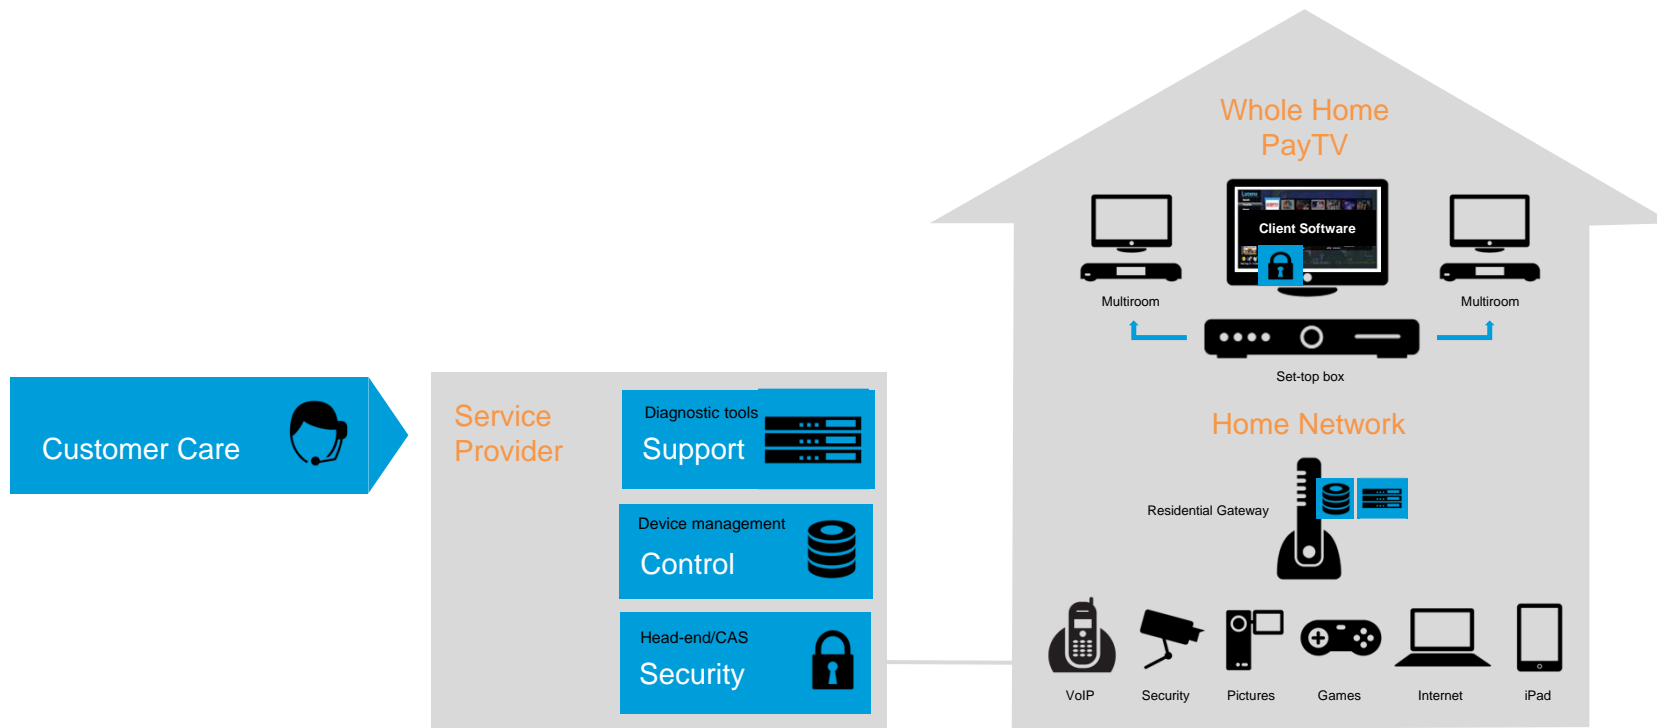 Customer Care
Service
Provider
Diagnostic tools
Support
Device management
Control
Head-end/CAS
Security
Whole Home
PayTV
Client Software
Multiroom
Multiroom
Set-top box
Home Network
Residential Gateway
VoIP
Security
Pictures
Games
Internet
iPad